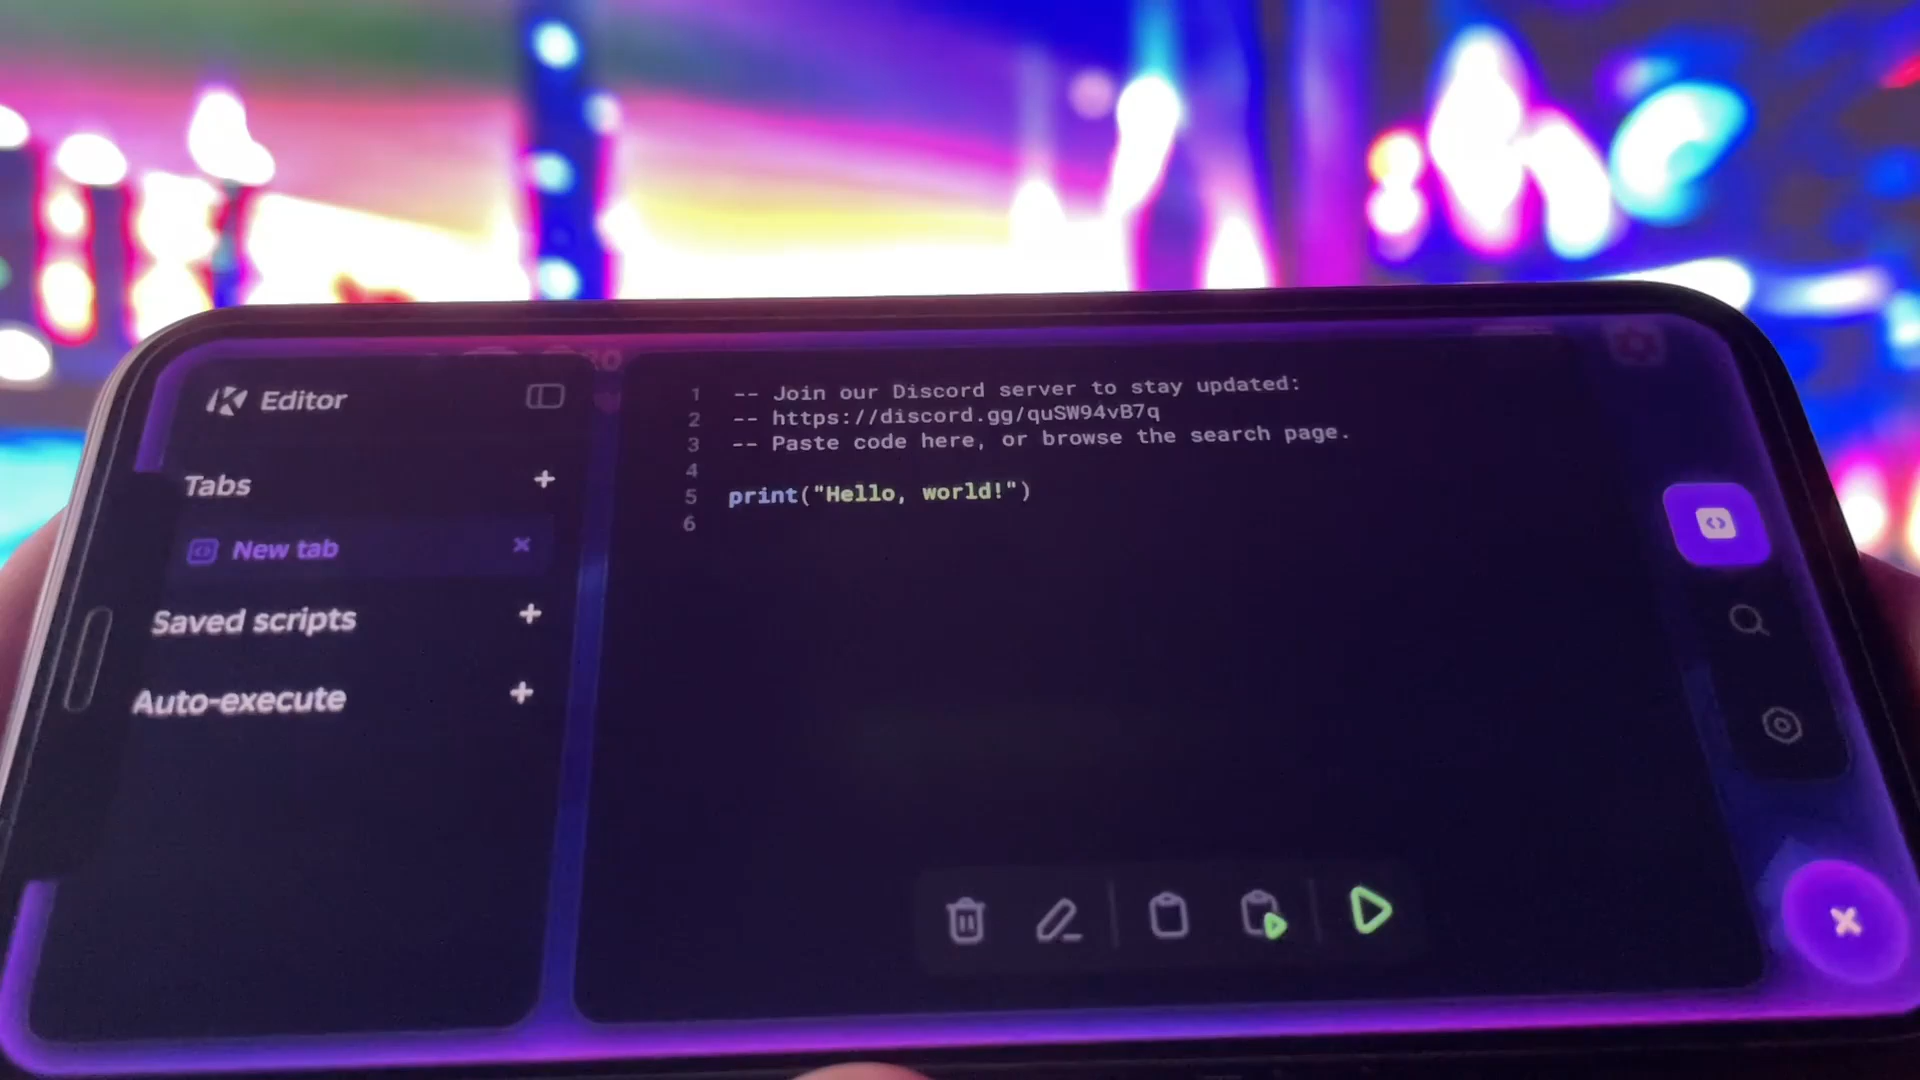 Editor
Tabs
New tab
Saved scripts
Auto-execute
1 -- Join our Discord server to stay updated:
2 -- https://discord.gg/quSW94vB7q
3 -- Paste code here, or browse the search page.
4
5 print("Hello, world!")
6